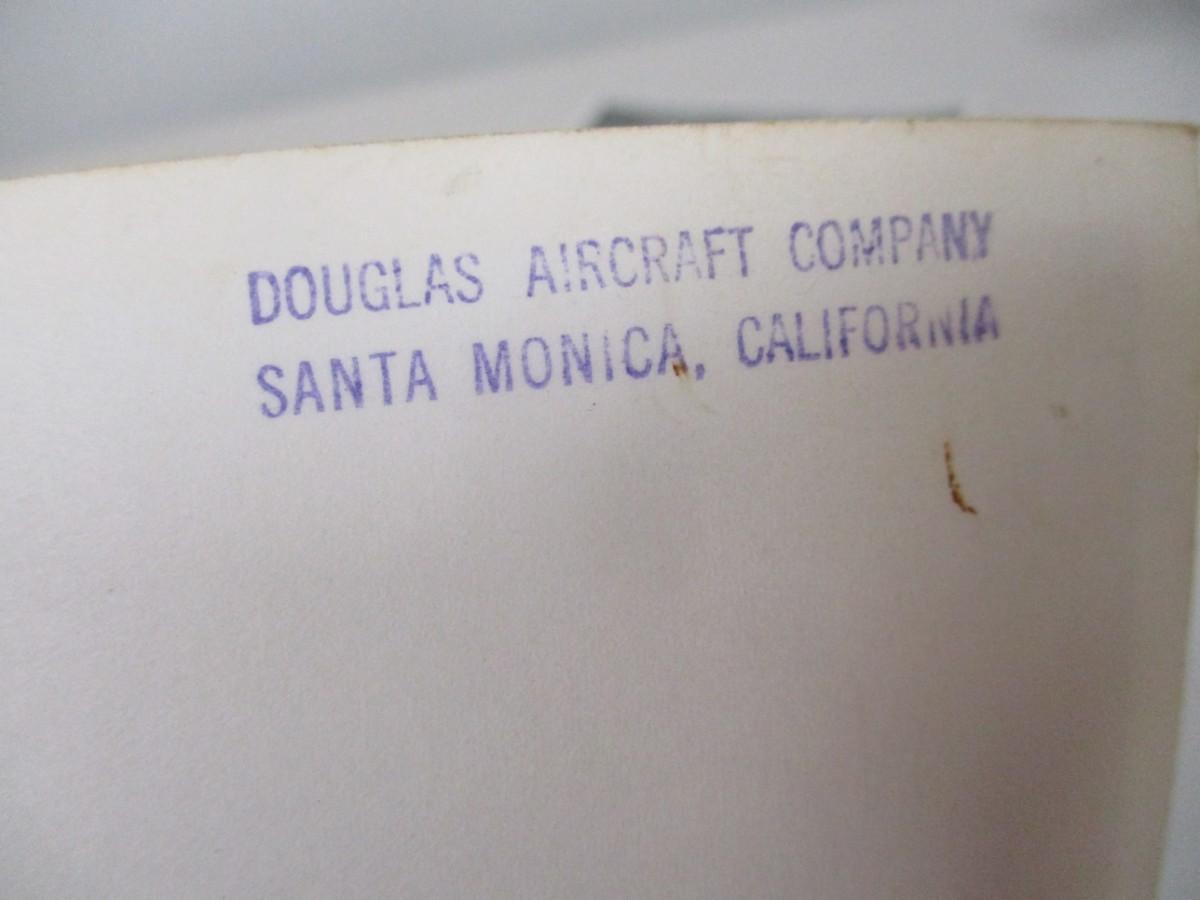 DOUGLAS AIRCRAFT COMPANY
SANTA MONICA, CALIFORNIA